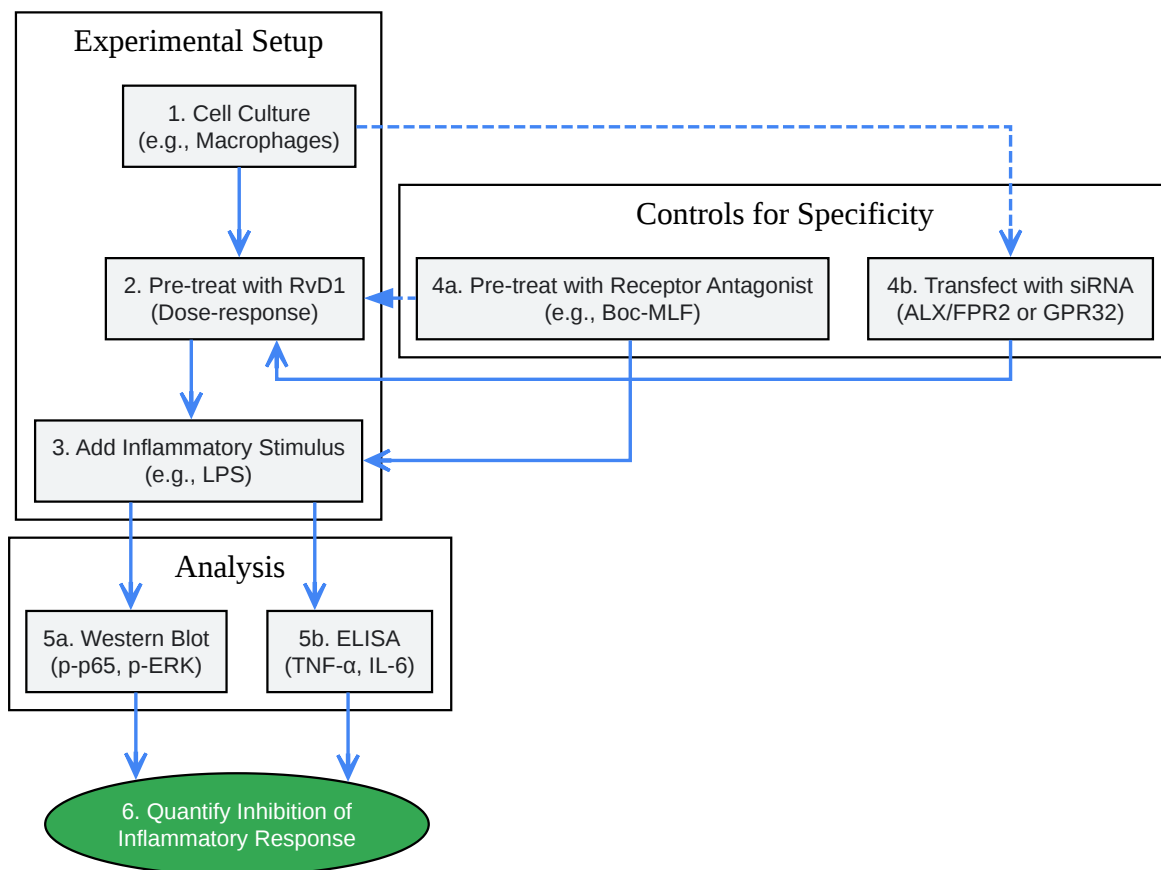 Experimental Setup
1. Cell Culture
(e.g., Macrophages)
Controls for Specificity
2. Pre-treat with RvD1
(Dose-response)
4a. Pre-treat with Receptor Antagonist
(e.g., Boc-MLF)
4b. Transfect with siRNA
(ALX/FPR2 or GPR32)
3. Add Inflammatory Stimulus
(e.g., LPS)
Analysis
5a. Western Blot
(p-p65, p-ERK)
5b. ELISA
(TNF-α, IL-6)
6. Quantify Inhibition of
Inflammatory Response